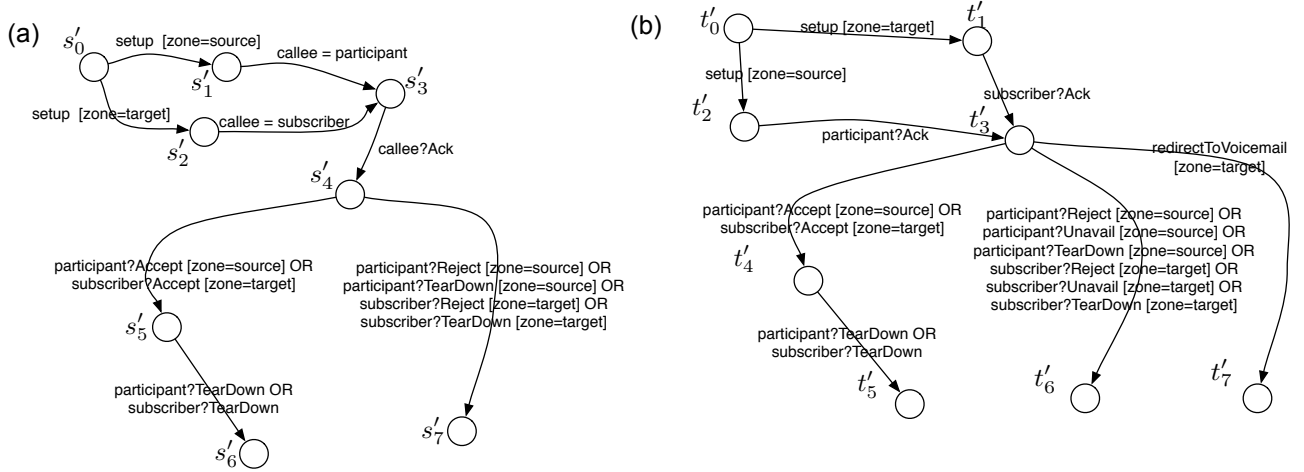 (a)
s′0
setup [zone=source]
callee = participant
s′1
s′3
setup [zone=target]
callee = subscriber
s′2
callee?Ack
s′4
participant?Accept [zone=source] OR
subscriber?Accept [zone=target]
participant?Reject [zone=source] OR
participant?TearDown [zone=source] OR
subscriber?Reject [zone=target] OR
subscriber?TearDown [zone=target]
s′5
participant?TearDown OR
subscriber?TearDown
s′6
s′7
(b)
t′0
setup [zone=target]
t′1
setup [zone=source]
subscriber?Ack
t′2
participant?Ack
t′3
redirectToVoicemail
[zone=target]
participant?Accept [zone=source] OR
subscriber?Accept [zone=target]
participant?Reject [zone=source] OR
participant?Unavail [zone=source] OR
participant?TearDown [zone=source] OR
subscriber?Reject [zone=target] OR
subscriber?Unavail [zone=target] OR
subscriber?TearDown [zone=target]
t′4
participant?TearDown OR
subscriber?TearDown
t′5
t′6
t′7